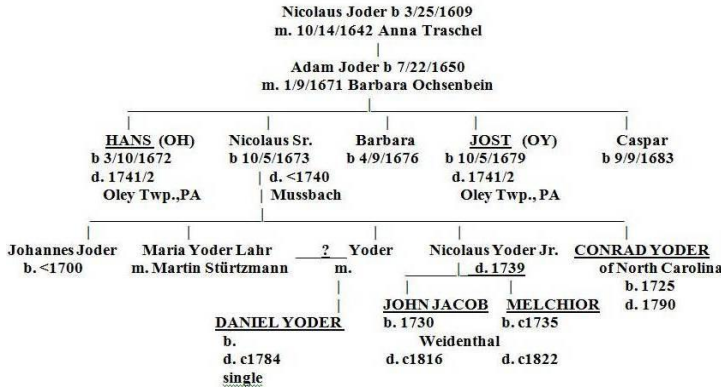 Nicolaus Joder b 3/25/1609
m. 10/14/1642 Anna Traschel
Adam Joder b 7/22/1650
m. 1/9/1671 Barbara Ochsenbein
HANS (OH) Nicolaus Sr. Barbara JOST (OY) Caspar
b 3/10/1672 b 10/5/1673 b 4/9/1676 b 10/5/1679 b 9/9/1683
d. 1741/2 d. <1740 d. 1741/2
Oley Twp.,PA Mussbach Oley Twp., PA
Johannes Joder Maria Yoder Lahr ? Yoder Nicolaus Yoder Jr. CONRAD YODER
b. <1700 m. Martin Stürtzmann m. d. 1739 of North Carolina
b. 1725
JOHN JACOB MELCHIOR d. 1790
DANIEL YODER b. 1730 b. c1735
b. Weidenthal
d. c1784 d. c1816 d. c1822
single